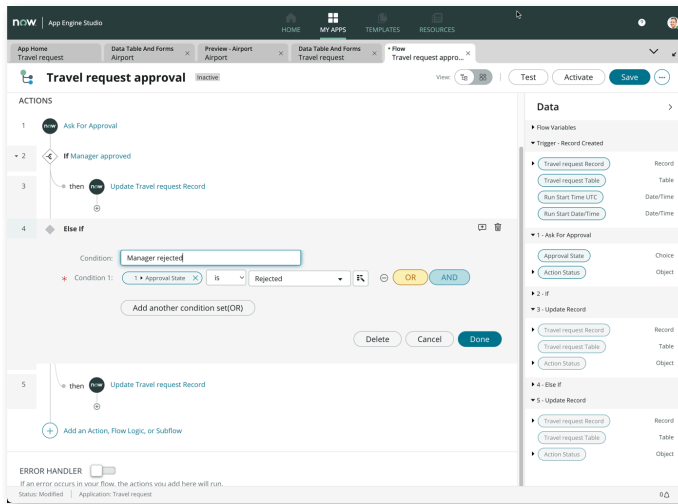 now App Engine Studio
HOME
MY APPS
TEMPLATES
RESOURCES
App Home
Travel request
Data Table And Forms
Airport
Preview - Airport
Airport
Data Table And Forms
Travel request
• Flow
Travel request appro...
Travel request approval
Inactive
View:
Test
Activate
Save
ACTIONS
1 now Ask For Approval
2 If Manager approved
3 then now Update Travel request Record
4 Else If
Condition: Manager rejected
* Condition 1: 1 ▸ Approval State is Rejected OR AND
Add another condition set(OR)
Delete Cancel Done
5 then now Update Travel request Record
Add an Action, Flow Logic, or Subflow
ERROR HANDLER
If an error occurs in your flow, the actions you add here will run.
Status: Modified | Application: Travel request
Data
Flow Variables
Trigger - Record Created
Travel request Record Record
Travel request Table Table
Run Start Time UTC Date/Time
Run Start Date/Time Date/Time
1 - Ask For Approval
Approval State Choice
Action Status Object
2 - If
3 - Update Record
Travel request Record Record
Travel request Table Table
Action Status Object
4 - Else If
5 - Update Record
Travel request Record Record
Travel request Table Table
Action Status Object
0